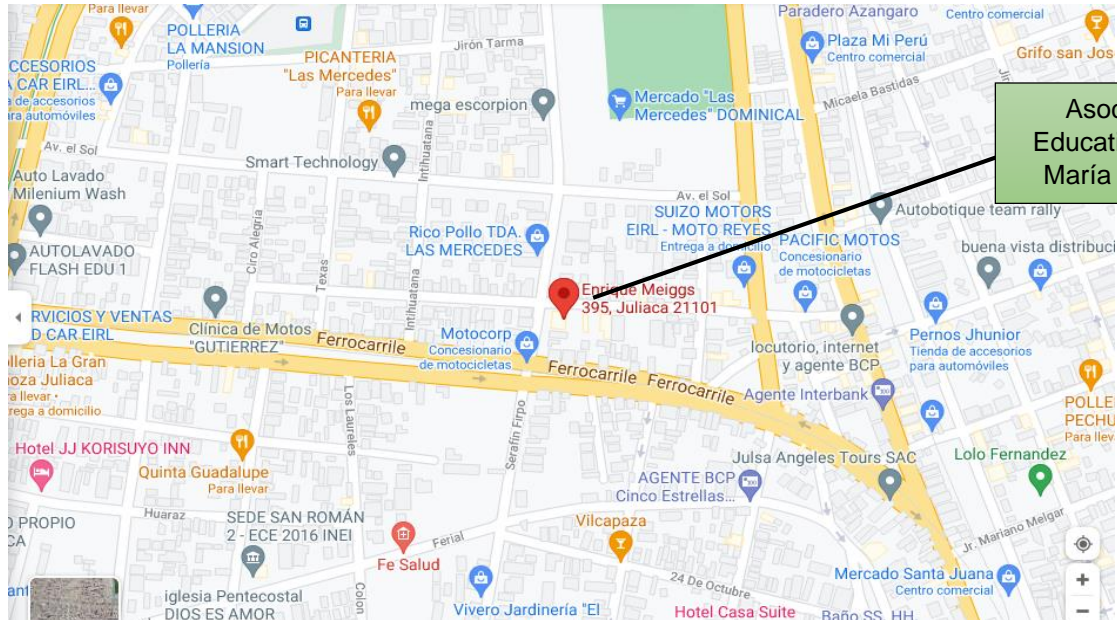 Para llevar
POLLERIA
LA MANSION
Pollería
Jirón Tarma
Paradero Azangaro
Centro comercial
Plaza Mi Perú
Centro comercial
Grifo san Jos
PICANTERIA
"Las Mercedes"
Para llevar
CCESORIOS
A CAR EIRL...
a de accesorios
ara automóviles
mega escorpion
Mercado "Las
Mercedes" DOMINICAL
Micaela Bastidas
Asoc
Educat
María
Av. el Sol
Smart Technology
Intihuatana
Auto Lavado
Milenium Wash
Av. el Sol
SUIZO MOTORS
EIRL - MOTO REYES
Entrega a domicilio
Autobotique team rally
Rico Pollo TDA.
LAS MERCEDES
PACIFIC MOTOS
Concesionario
de motocicletas
buena vista distribuc
AUTOLAVADO
FLASH EDU 1
Ciro Alegría
Texas
Intihuatana
Enrique Meiggs
395, Juliaca 21101
RVICIOS Y VENTAS
D CAR EIRL
Clínica de Motos
"GUTIERREZ"
Ferrocarrile
Motocorp
Concesionario
de motocicletas
locutorio, internet
y agente BCP
Pernos Jhunior
Tienda de accesorios
para automóviles
Ferrocarrile Ferrocarrile
Agente Interbank
olleria La Gran
noza Juliaca
ra llevar •
rega a domicilio
Los Laureles
Serafín Firpo
POLLE
PECHU
Para llev
Hotel JJ KORISUYO INN
Quinta Guadalupe
Para llevar
Julsa Angeles Tours SAC
Lolo Fernandez
AGENTE BCP
Cinco Estrellas...
Huaraz
SEDE SAN ROMÁN
2 - ECE 2016 INEI
O PROPIO
CA
Vilcapaza
Ferial
Fe Salud
Jr. Mariano Melgar
24 De Octubre
Mercado Santa Juana
Centro comercial
ant
iglesia Pentecostal
DIOS ES AMOR
Colon
Vivero Jardinería "El
Hotel Casa Suite
Baño SS. HH.